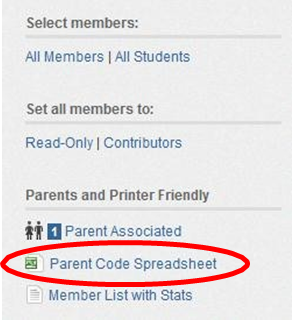 Select members:
All Members | All Students
Set all members to:
Read-Only | Contributors
Parents and Printer Friendly
1 Parent Associated
Parent Code Spreadsheet
Member List with Stats